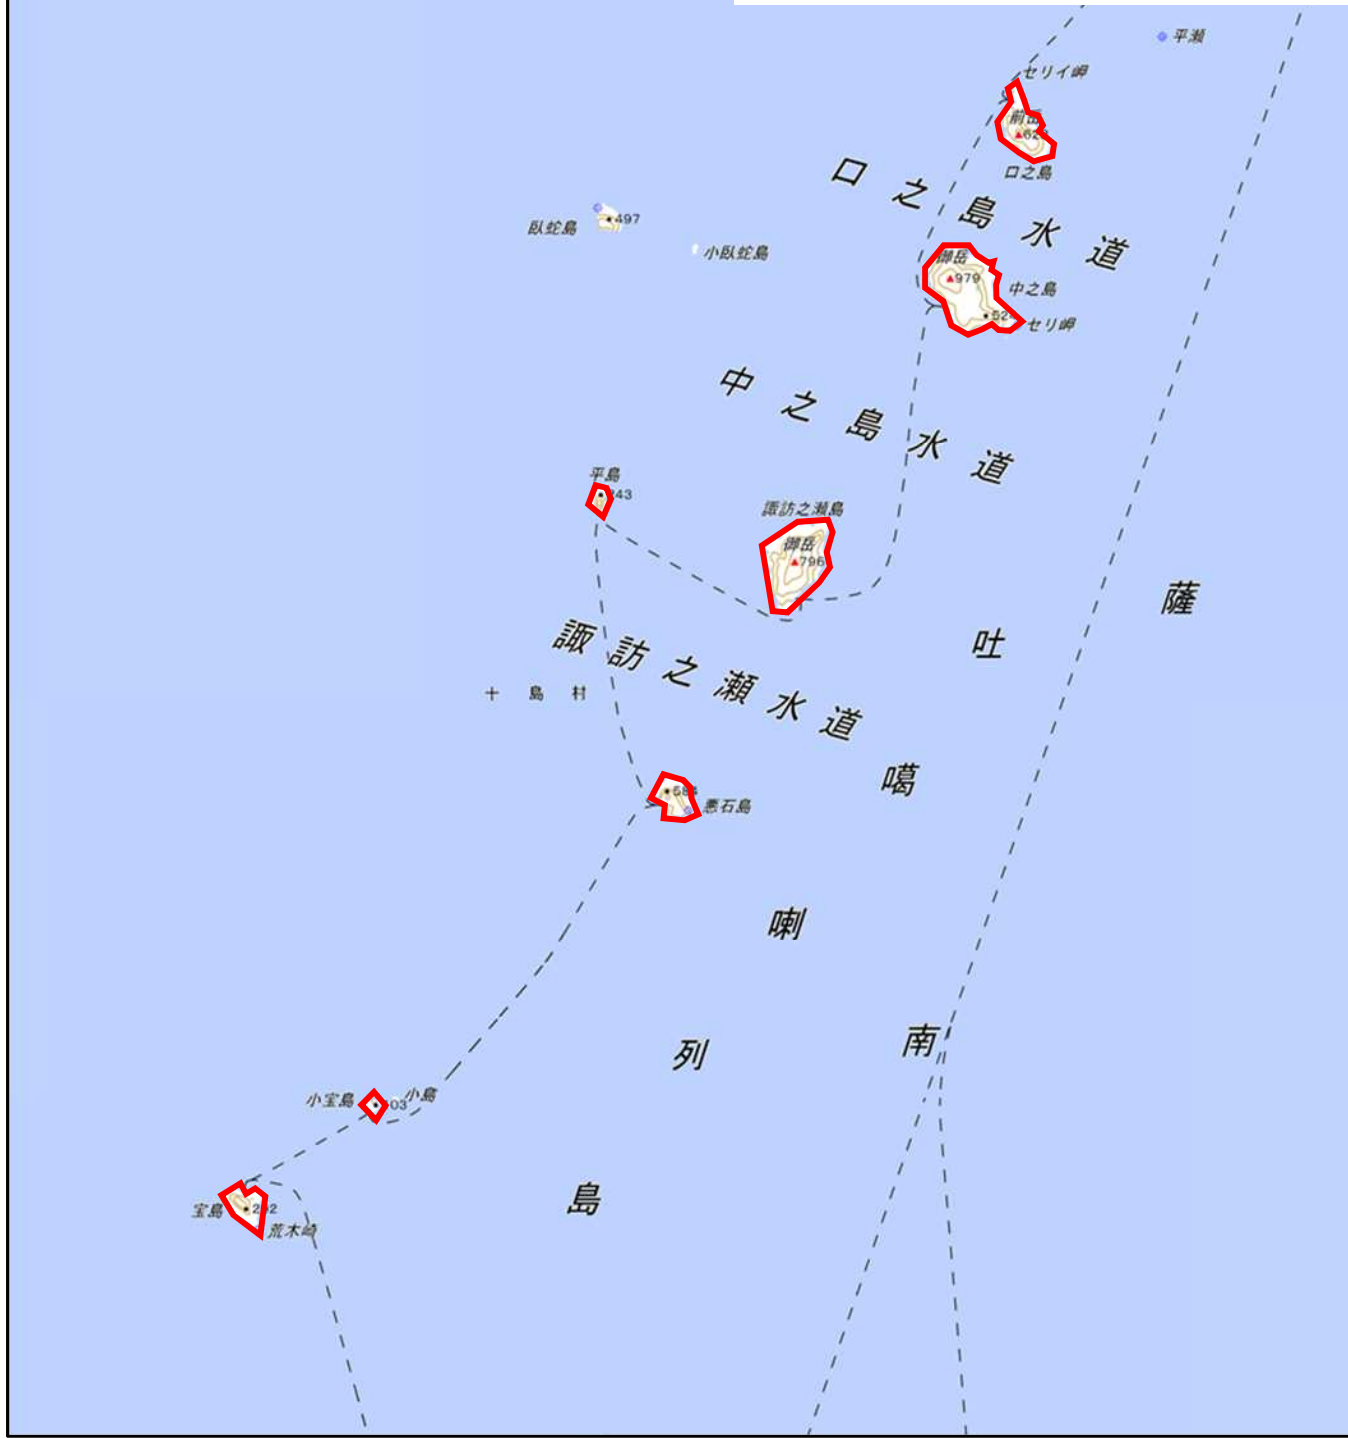 平瀬
セリイ岬
前岳
口之島
口之島水道
臥蛇島
497
小臥蛇島
御岳
979
中之島
セリ岬
中之島水道
平島
諏訪之瀬島
御岳
796
薩
吐
諏訪之瀬水道
十島村
噶
584
悪石島
喇
南
列
小宝島
小島
島
宝島
荒木崎